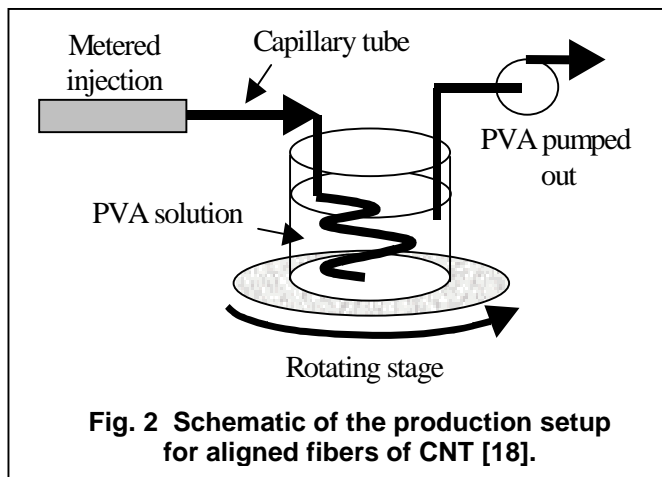 Metered
injection
Capillary tube
PVA pumped
out
PVA solution
Rotating stage
Fig. 2 Schematic of the production setup
for aligned fibers of CNT [18].